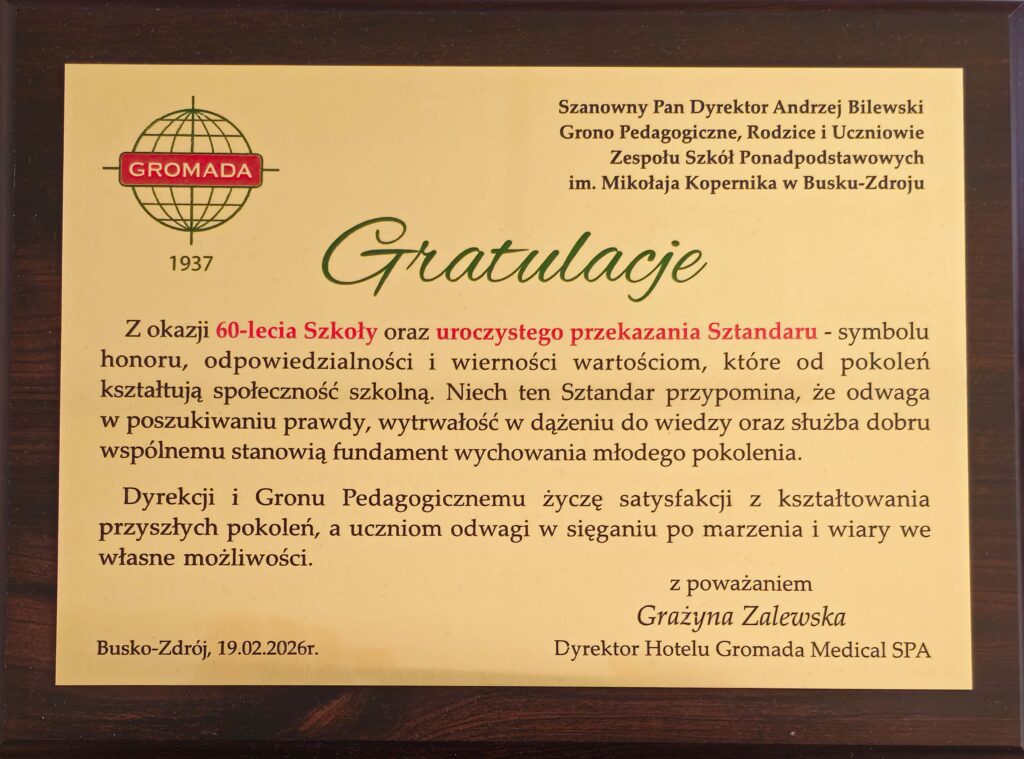 GROMADA
1937
Szanowny Pan Dyrektor Andrzej Bilewski
Grono Pedagogiczne, Rodzice i Uczniowie
Zespołu Szkół Ponadpodstawowych
im. Mikołaja Kopernika w Busku-Zdroju
Gratulacje
Z okazji 60-lecia Szkoły oraz uroczystego przekazania Sztandaru - symbolu
honoru, odpowiedzialności i wierności wartościom, które od pokoleń
kształtują społeczność szkolną. Niech ten Sztandar przypomina, że odwaga
w poszukiwaniu prawdy, wytrwałość w dążeniu do wiedzy oraz służba dobru
wspólnemu stanowią fundament wychowania młodego pokolenia.
Dyrekcji i Gronu Pedagogicznemu życzę satysfakcji z kształtowania
przyszłych pokoleń, a uczniom odwagi w sięganiu po marzenia i wiary we
własne możliwości.
z poważaniem
Grażyna Zalewska
Dyrektor Hotelu Gromada Medical SPA
Busko-Zdrój, 19.02.2026r.